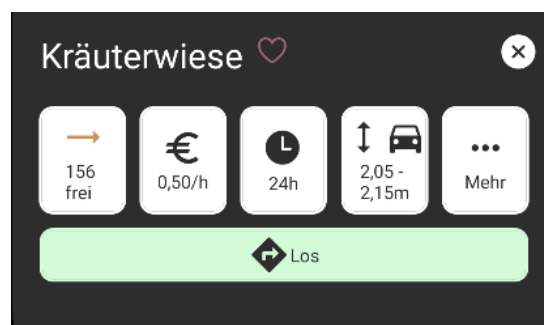 Kräuterwiese
156
frei
€
0,50/h
24h
2,05 -
2,15m
Mehr
Los